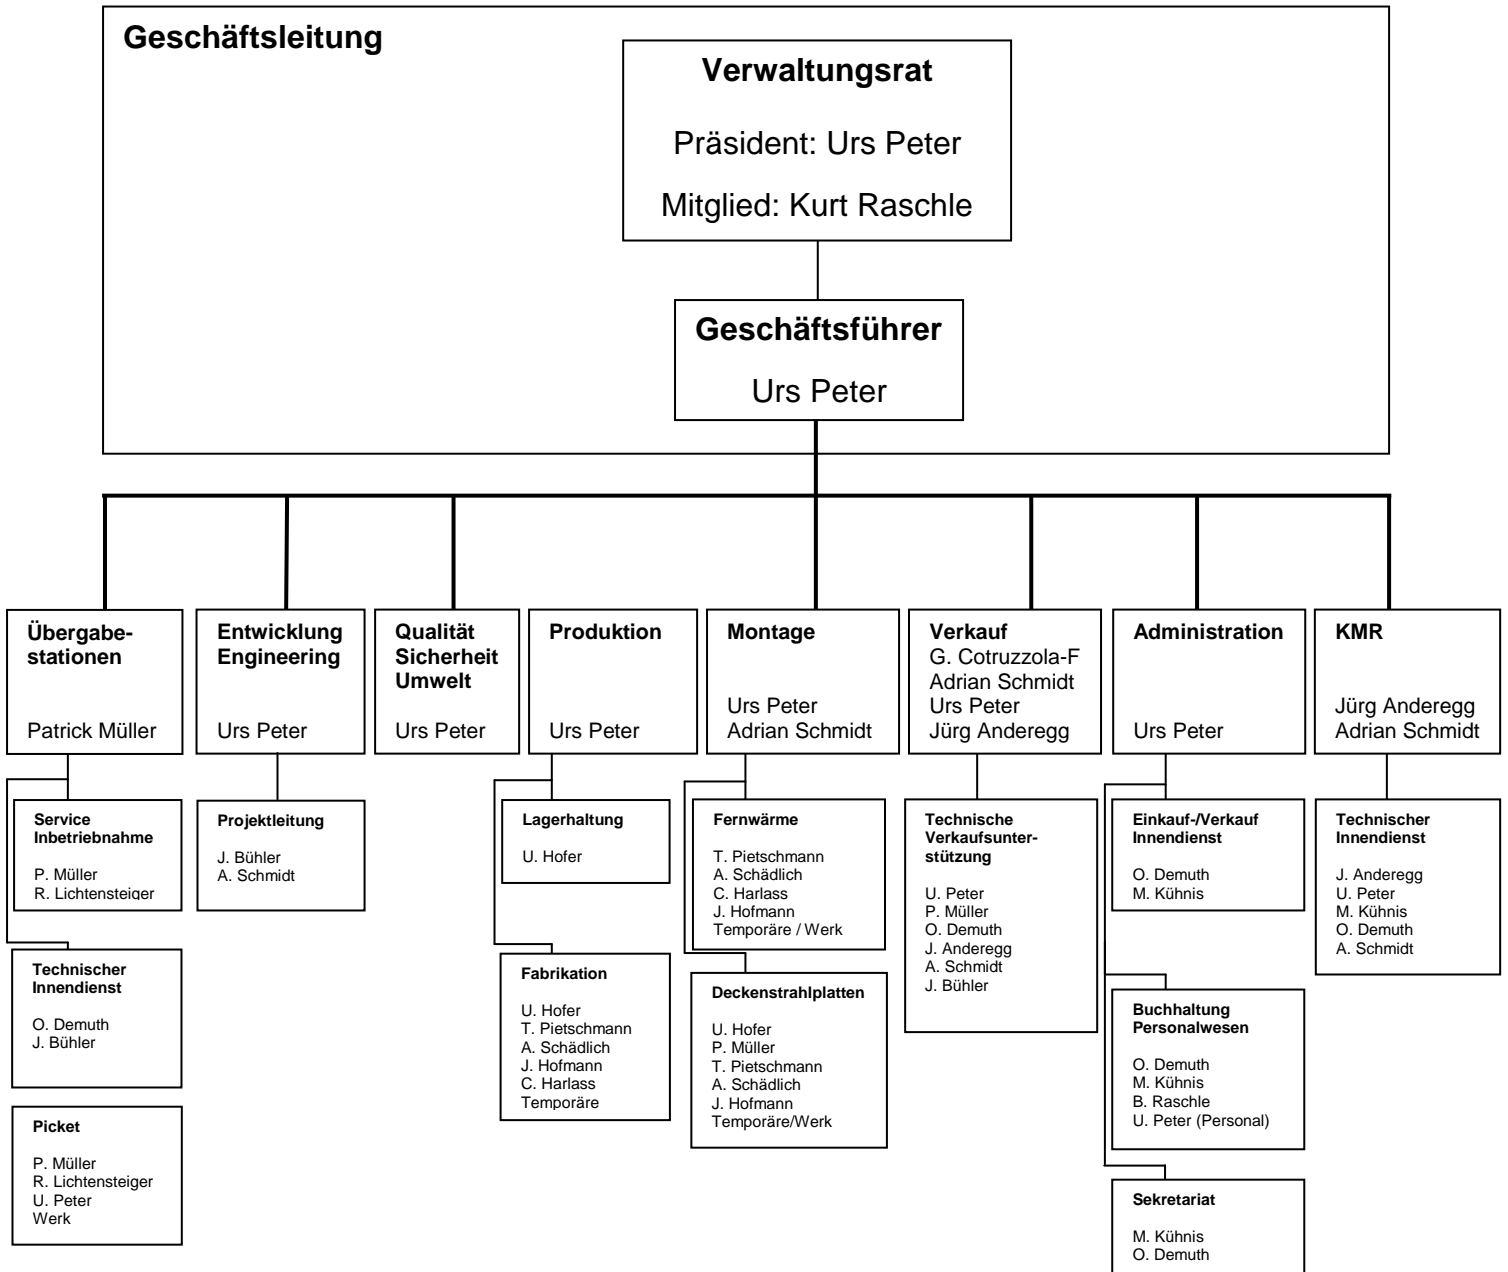 Geschäftsleitung
Verwaltungsrat
Präsident: Urs Peter
Mitglied: Kurt Raschle
Geschäftsführer
Urs Peter
Übergabe-
stationen
Patrick Müller
Entwicklung
Engineering
Urs Peter
Qualität
Sicherheit
Umwelt
Urs Peter
Produktion
Urs Peter
Montage
Urs Peter
Adrian Schmidt
Verkauf
G. Cotruzzola-F
Adrian Schmidt
Urs Peter
Jürg Anderegg
Administration
Urs Peter
KMR
Jürg Anderegg
Adrian Schmidt
Service
Inbetriebnahme
P. Müller
R. Lichtensteiger
Technischer
Innendienst
O. Demuth
J. Bühler
Picket
P. Müller
R. Lichtensteiger
U. Peter
Werk
Projektleitung
J. Bühler
A. Schmidt
Lagerhaltung
U. Hofer
Fabrikation
U. Hofer
T. Pietschmann
A. Schädlich
J. Hofmann
C. Harlass
Temporäre
Fernwärme
T. Pietschmann
A. Schädlich
C. Harlass
J. Hofmann
Temporäre / Werk
Deckenstrahlplatten
U. Hofer
P. Müller
T. Pietschmann
A. Schädlich
J. Hofmann
Temporäre/Werk
Technische
Verkaufsunter-
stützung
U. Peter
P. Müller
O. Demuth
J. Anderegg
A. Schmidt
J. Bühler
Einkauf-/Verkauf
Innendienst
O. Demuth
M. Kühnis
Buchhaltung
Personalwesen
O. Demuth
M. Kühnis
B. Raschle
U. Peter (Personal)
Sekretariat
M. Kühnis
O. Demuth
Technischer
Innendienst
J. Anderegg
U. Peter
M. Kühnis
O. Demuth
A. Schmidt